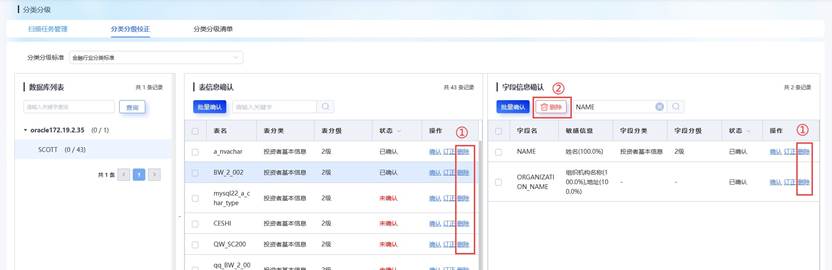 分类分级
扫描任务管理 分类分级校正 分类分级清单
分类分级标准 金融行业分类标准
数据库列表 共 1 条记录
请输入关键字查询 查询
oracle172.19.2.35 (0 / 1)
SCOTT (0 / 43)
共 1 条 1
表信息确认 共 43 条记录
批量确认 请输入关键字
表名 表分类 表分级 状态 操作
①
a_nvachar 投资者基本信息 2级 已确认 确认 订正 删除
BW_2_002 投资者基本信息 2级 已确认 确认 订正 删除
mysql22_a_c
har_type 投资者基本信息 2级 未确认 确认 订正 删除
CESHI 投资者基本信息 2级 未确认 确认 订正 删除
QW_SC200 投资者基本信息 2级 未确认 确认 订正 删除
qq_BW_2_00
字段信息确认 共 2 条记录
②
批量确认 删除 NAME
字段名 敏感信息 字段分类 字段分级 状态 操作
①
NAME 姓名(100.0%) 投资者基本信息 2级 已确认 确认 订正 删除
ORGANIZATI
ON_NAME 组织机构名称(1
00.0%),地址(10
0.0%) - - 已确认 确认 订正 删除